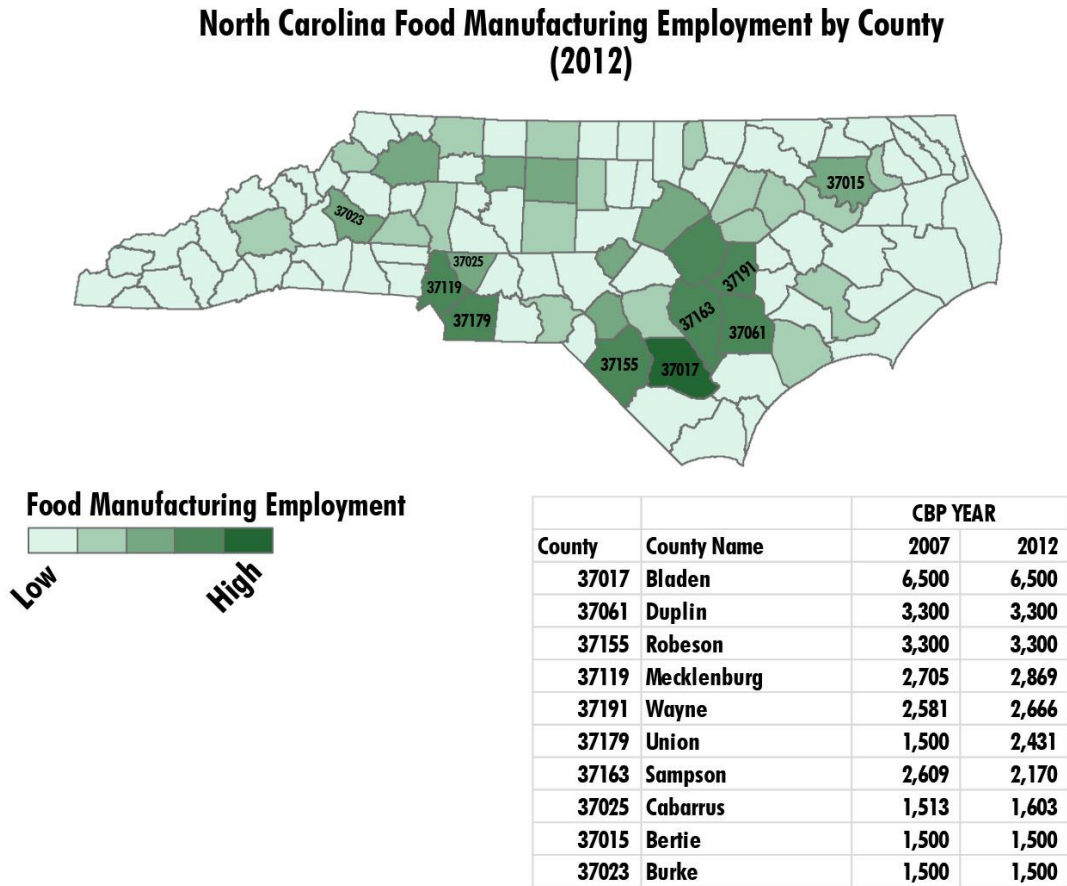 North Carolina Food Manufacturing Employment by County
(2012)
37015
37023
37025
37191
37119
37163
37179
37061
37155
37017
Food Manufacturing Employment
Low
High
CBP YEAR
County County Name 2007 2012
37017 Bladen 6,500 6,500
37061 Duplin 3,300 3,300
37155 Robeson 3,300 3,300
37119 Mecklenburg 2,705 2,869
37191 Wayne 2,581 2,666
37179 Union 1,500 2,431
37163 Sampson 2,609 2,170
37025 Cabarrus 1,513 1,603
37015 Bertie 1,500 1,500
37023 Burke 1,500 1,500